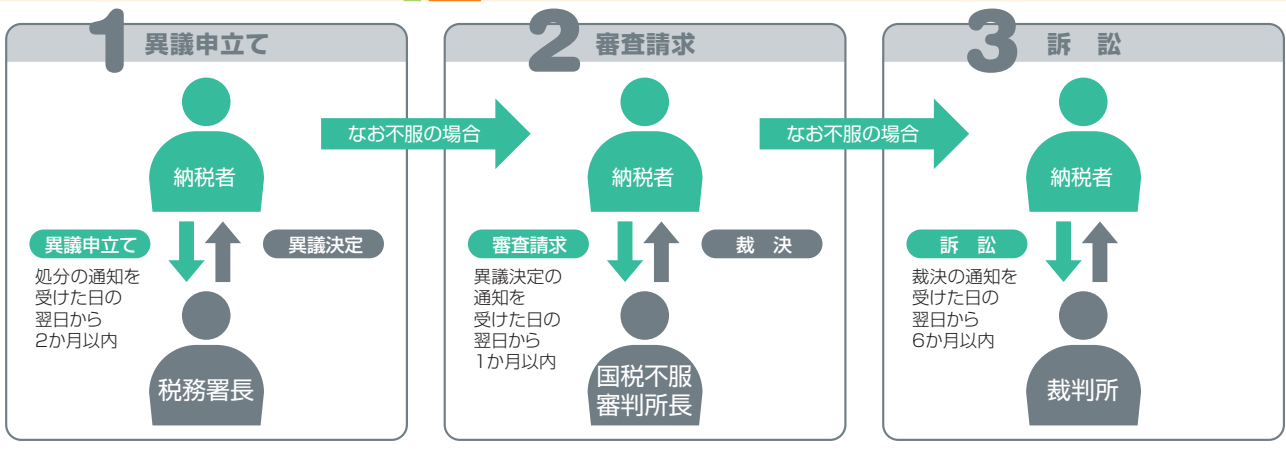 1 異議申立て
納税者
異議申立て
異議決定
処分の通知を
受けた日の
翌日から
2か月以内
税務署長
なお不服の場合
2 審査請求
納税者
審査請求
裁 決
異議決定の
通知を
受けた日の
翌日から
1か月以内
国税不服
審判所長
なお不服の場合
3 訴 訟
納税者
訴 訟
裁決の通知を
受けた日の
翌日から
6か月以内
裁判所